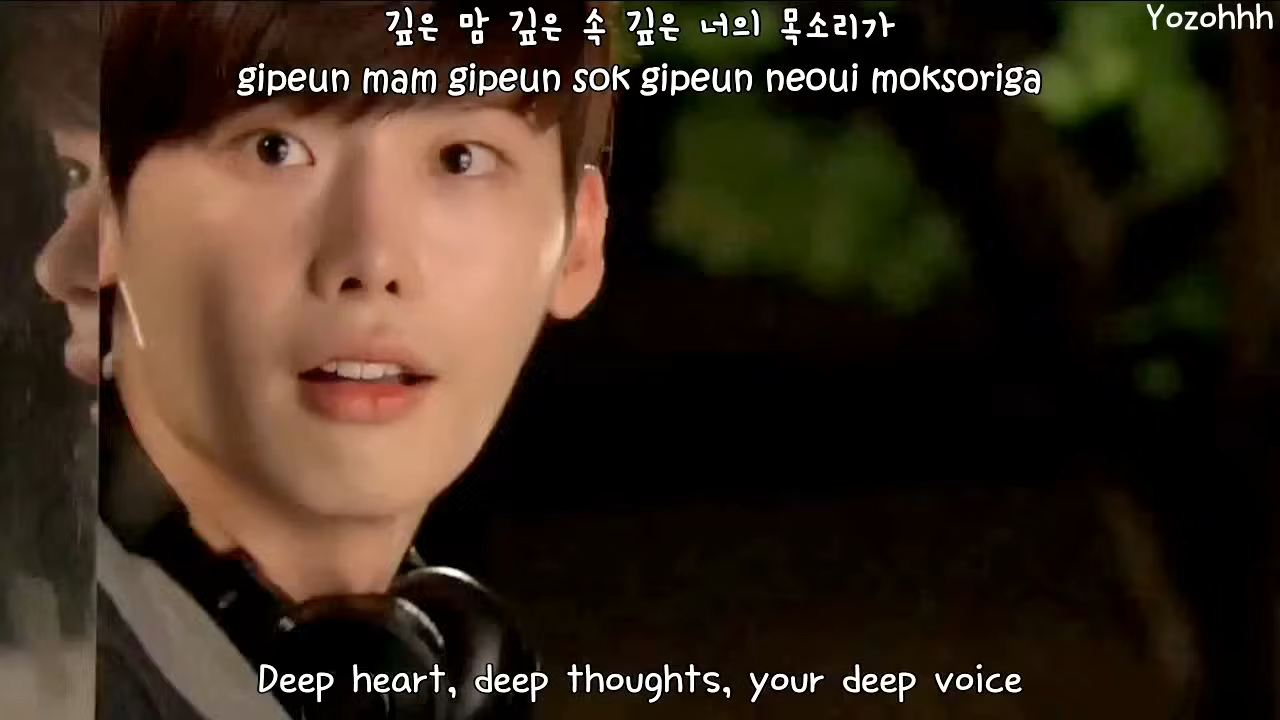 Yozohhh
깊은 맘 깊은 속 깊은 너의 목소리가
gipeun mam gipeun sok gipeun neoui moksoriga
Deep heart, deep thoughts, your deep voice